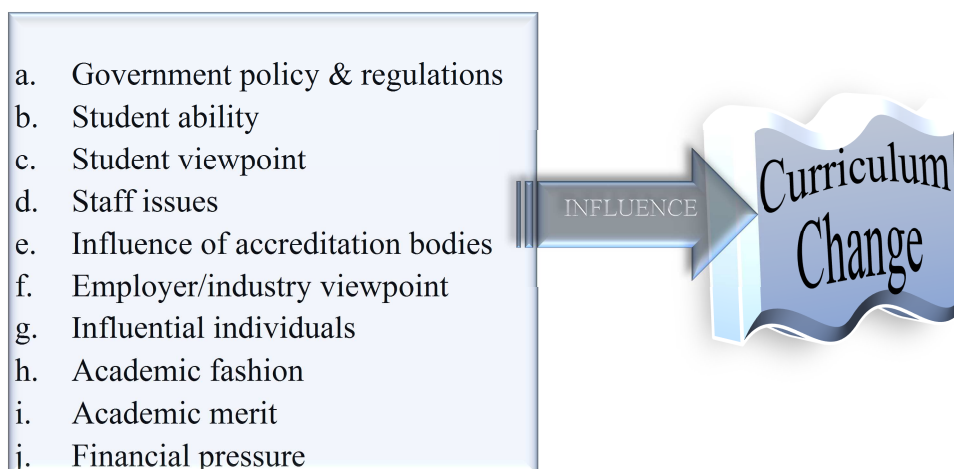 a. Government policy & regulations
b. Student ability
c. Student viewpoint
d. Staff issues
e. Influence of accreditation bodies
f. Employer/industry viewpoint
g. Influential individuals
h. Academic fashion
i. Academic merit
j. Financial pressure
INFLUENCE
Curriculum
Change